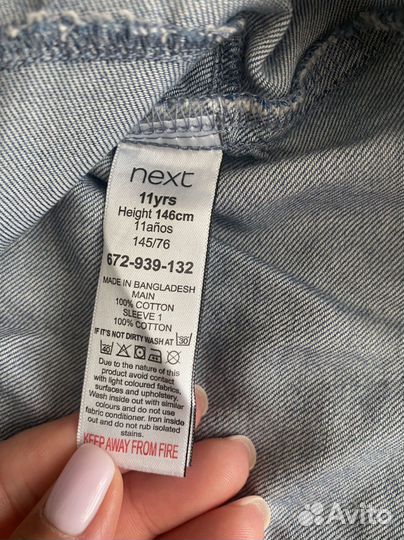 next
11yrs
Height 146cm
11años
145/76
672-939-132
MADE IN BANGLADESH
MAIN
100% COTTON
SLEEVE 1
100% COTTON
IF IT'S NOT DIRTY WASH AT 30
40
Due to the nature of this
product avoid contact
with light coloured fabrics,
surfaces and upholstery.
Wash inside out with similar
colours and do not use
fabric conditioner. Iron inside
out and do not rub isolated
stains.
KEEP AWAY FROM FIRE
Avito